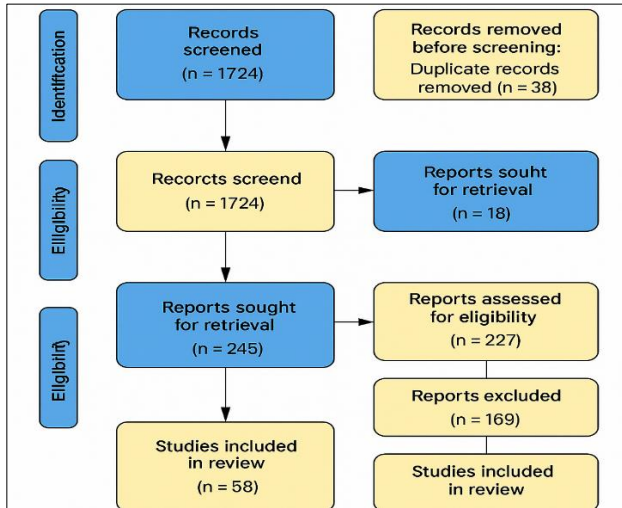 Identification
Records
screened
(n = 1724)
Records removed
before screening:
Duplicate records
removed (n = 38)
Elligibility
Recorcts screend
(n = 1724)
Reports souht
for retrieval
(n = 18)
Eligibility
Reports sought
for retrieval
(n = 245)
Reports assessed
for eligibility
(n = 227)
Reports excluded
(n = 169)
Studies included
in review
(n = 58)
Studies included
in review